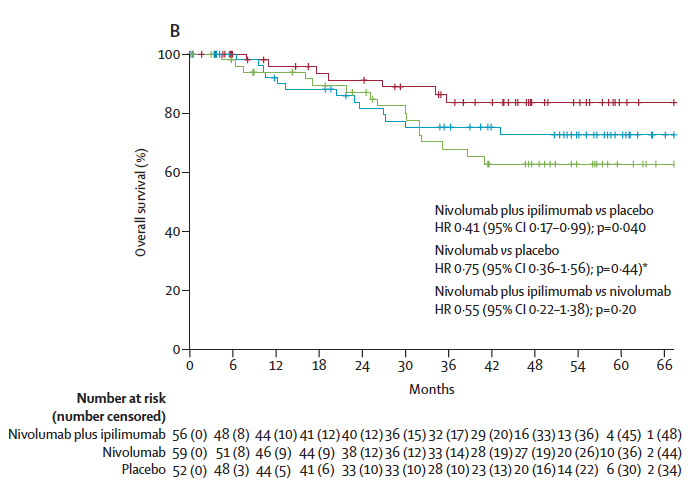 B
100
80
60
40
20
0
Overall survival (%)
Nivolumab plus ipilimumab vs placebo
HR 0·41 (95% CI 0·17–0·99); p=0·040
Nivolumab vs placebo
HR 0·75 (95% CI 0·36–1·56); p=0·44)*
Nivolumab plus ipilimumab vs nivolumab
HR 0·55 (95% CI 0·22–1·38); p=0·20
0 6 12 18 24 30 36 42 48 54 60 66
Months
Number at risk
(number censored)
Nivolumab plus ipilimumab 56 (0) 48 (8) 44 (10) 41 (12) 40 (12) 36 (15) 32 (17) 29 (20) 16 (33) 13 (36) 4 (45) 1 (48)
Nivolumab 59 (0) 51 (8) 46 (9) 44 (9) 38 (12) 36 (12) 33 (14) 28 (19) 27 (19) 20 (26) 10 (36) 2 (44)
Placebo 52 (0) 48 (3) 44 (5) 41 (6) 33 (10) 33 (10) 28 (10) 23 (13) 20 (16) 14 (22) 6 (30) 2 (34)